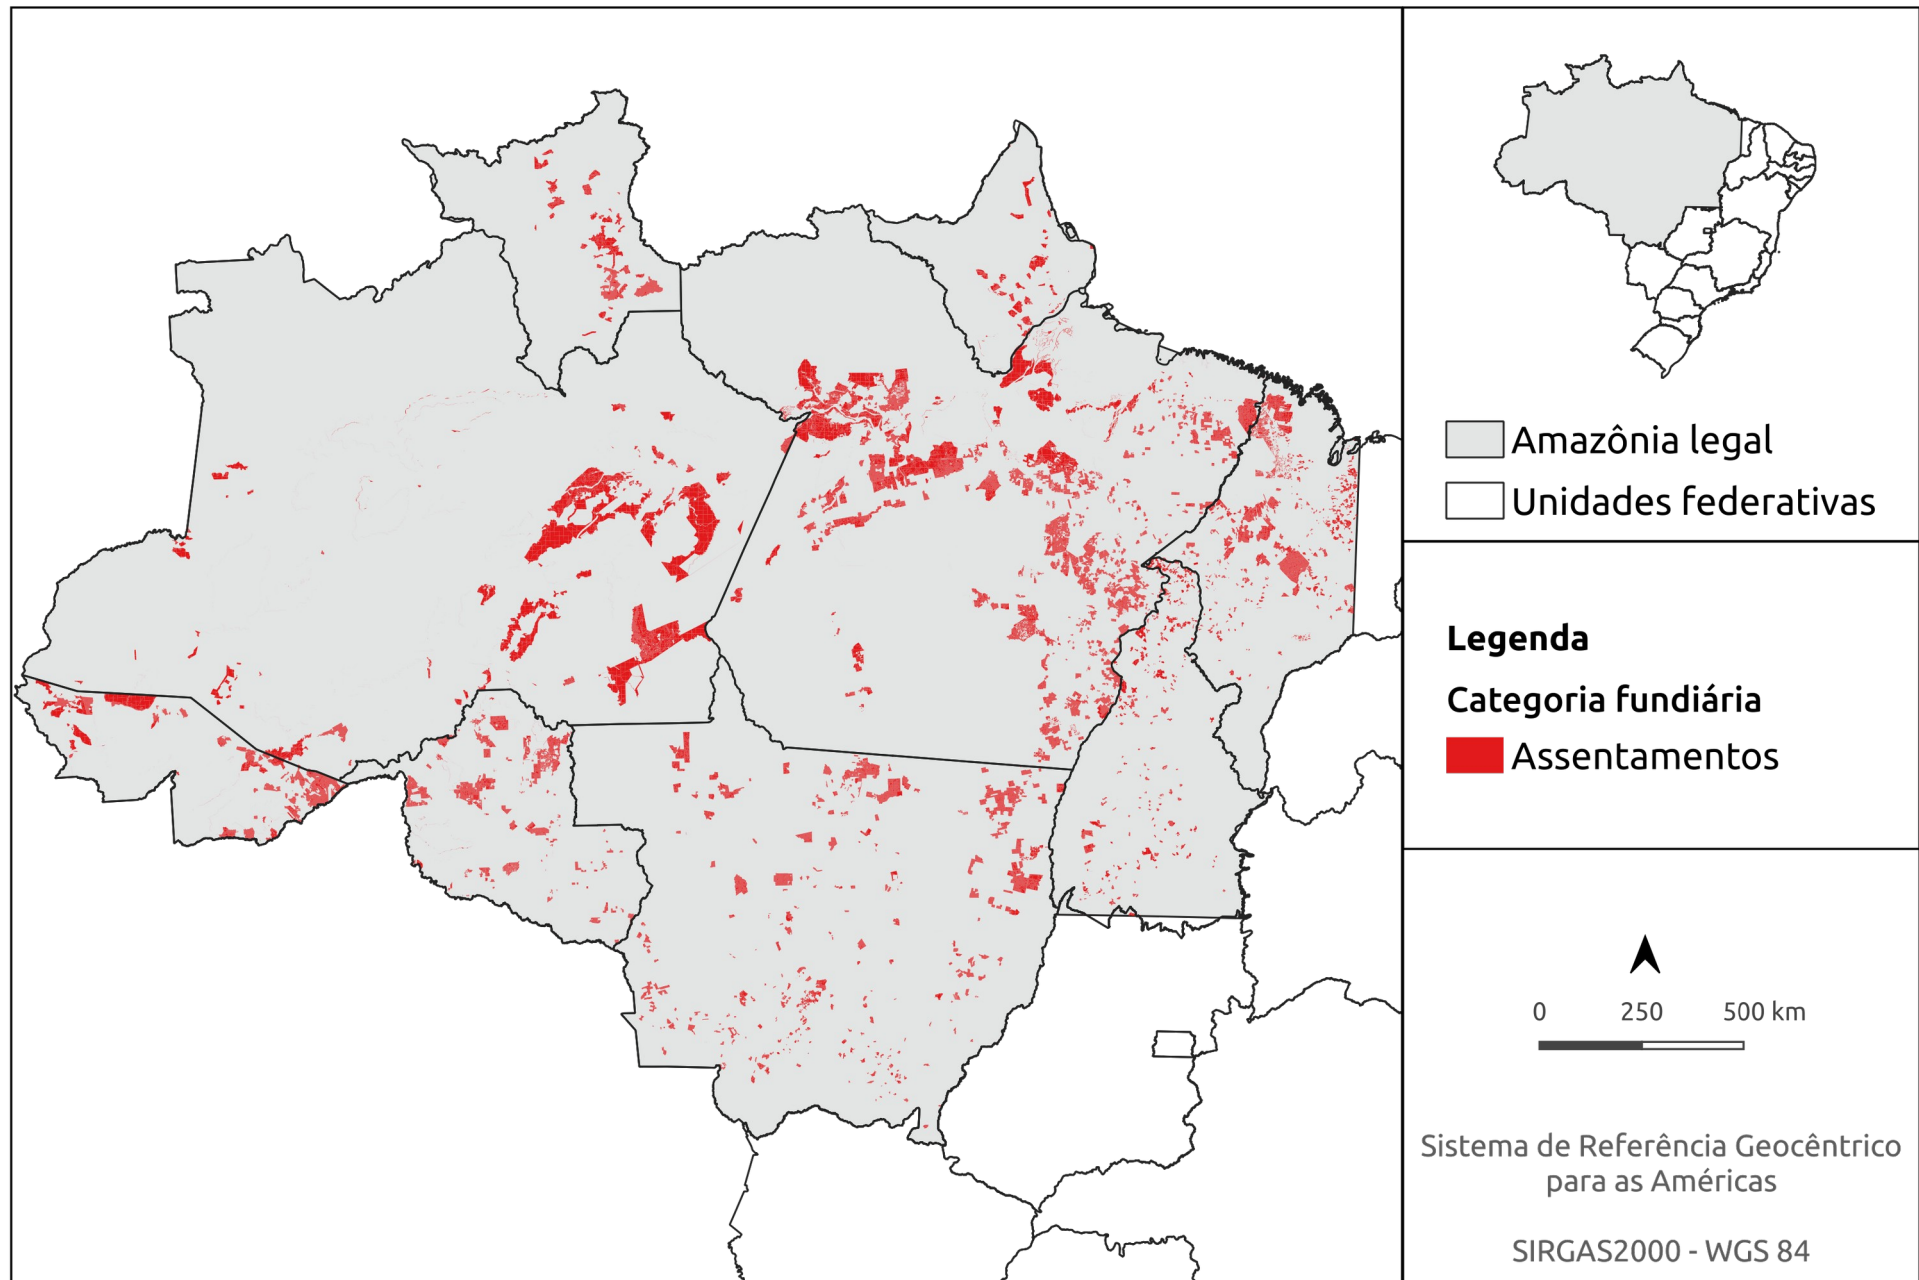 Amazônia legal
Unidades federativas
Legenda
Categoria fundiária
Assentamentos
0 250 500 km
Sistema de Referência Geocêntrico
para as Américas
SIRGAS2000 - WGS 84